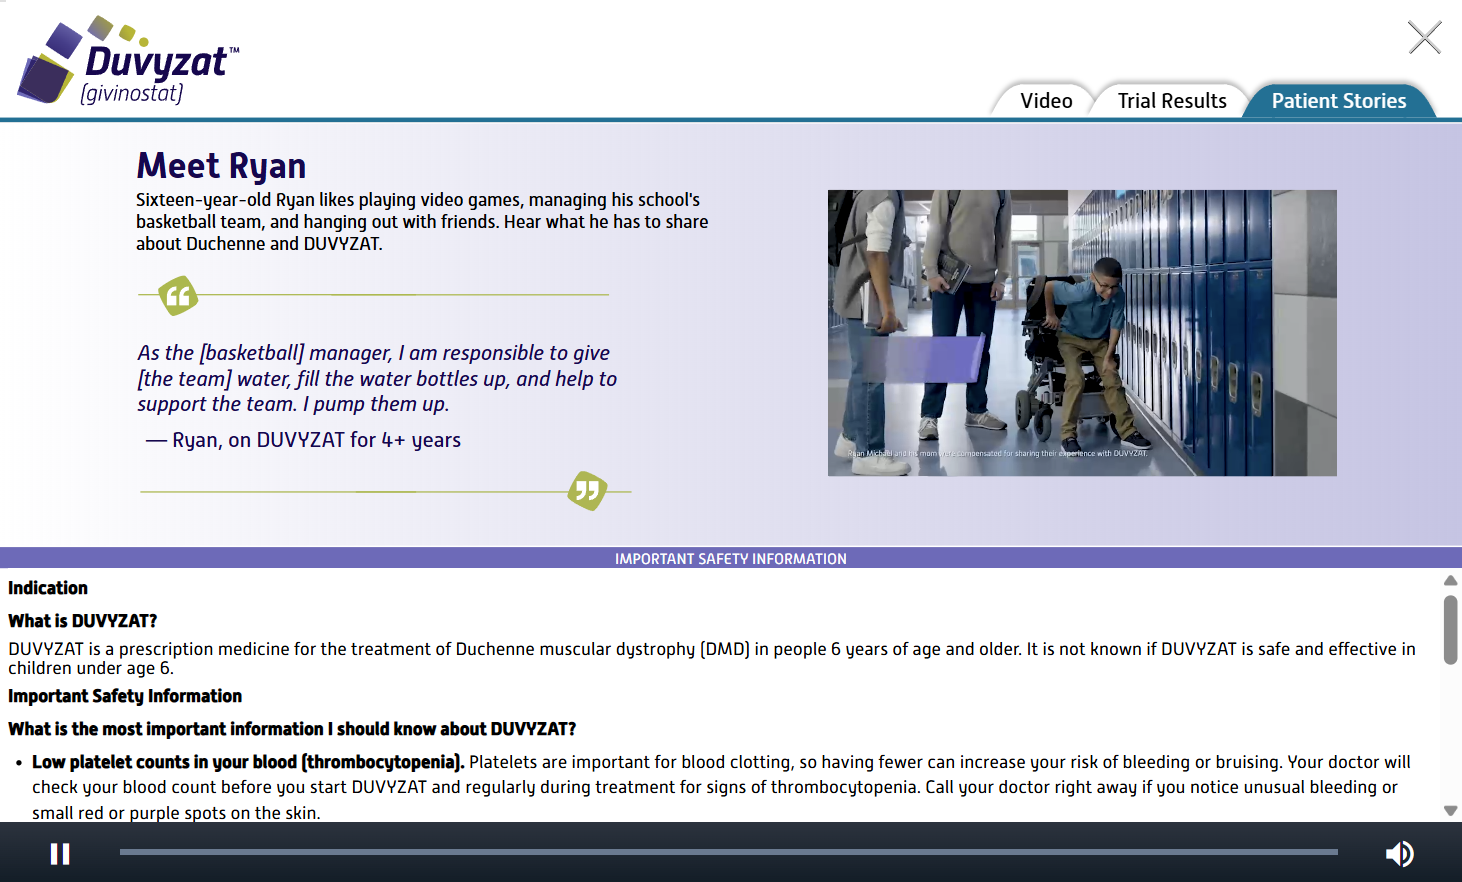 Duvyzat™
(givinostat)
Video
Trial Results
Patient Stories
Meet Ryan
Sixteen-year-old Ryan likes playing video games, managing his school's
basketball team, and hanging out with friends. Hear what he has to share
about Duchenne and DUVYZAT.
“
As the [basketball] manager, I am responsible to give
[the team] water, fill the water bottles up, and help to
support the team. I pump them up.
— Ryan, on DUVYZAT for 4+ years
”
Ryan Michael and his mom were compensated for sharing their experience with DUVYZAT.
IMPORTANT SAFETY INFORMATION
Indication
What is DUVYZAT?
DUVYZAT is a prescription medicine for the treatment of Duchenne muscular dystrophy (DMD) in people 6 years of age and older. It is not known if DUVYZAT is safe and effective in
children under age 6.
Important Safety Information
What is the most important information I should know about DUVYZAT?
• Low platelet counts in your blood (thrombocytopenia). Platelets are important for blood clotting, so having fewer can increase your risk of bleeding or bruising. Your doctor will
check your blood count before you start DUVYZAT and regularly during treatment for signs of thrombocytopenia. Call your doctor right away if you notice unusual bleeding or
small red or purple spots on the skin.